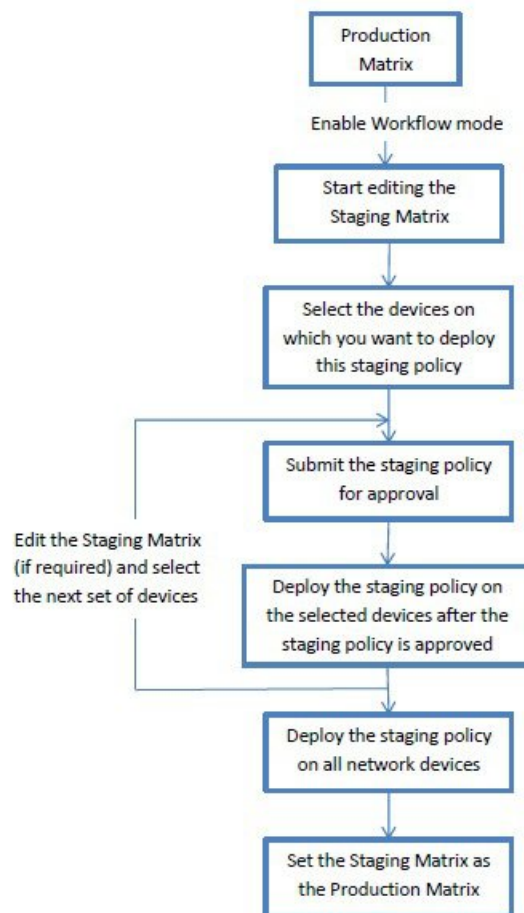 Production
Matrix
Enable Workflow mode
Start editing the
Staging Matrix
Select the devices on
which you want to deploy
this staging policy
Submit the staging policy
for approval
Edit the Staging Matrix
(if required) and select
the next set of devices
Deploy the staging policy on
the selected devices after the
staging policy is approved
Deploy the staging policy
on all network devices
Set the Staging Matrix as
the Production Matrix